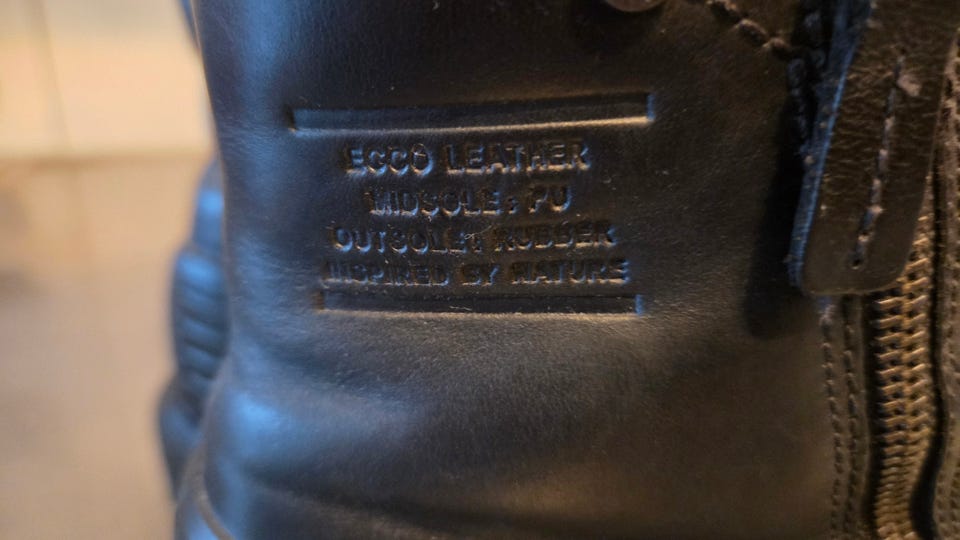 ECCO LEATHER
MIDSOLE: PU
OUTSOLE: RUBBER
INSPIRED BY NATURE